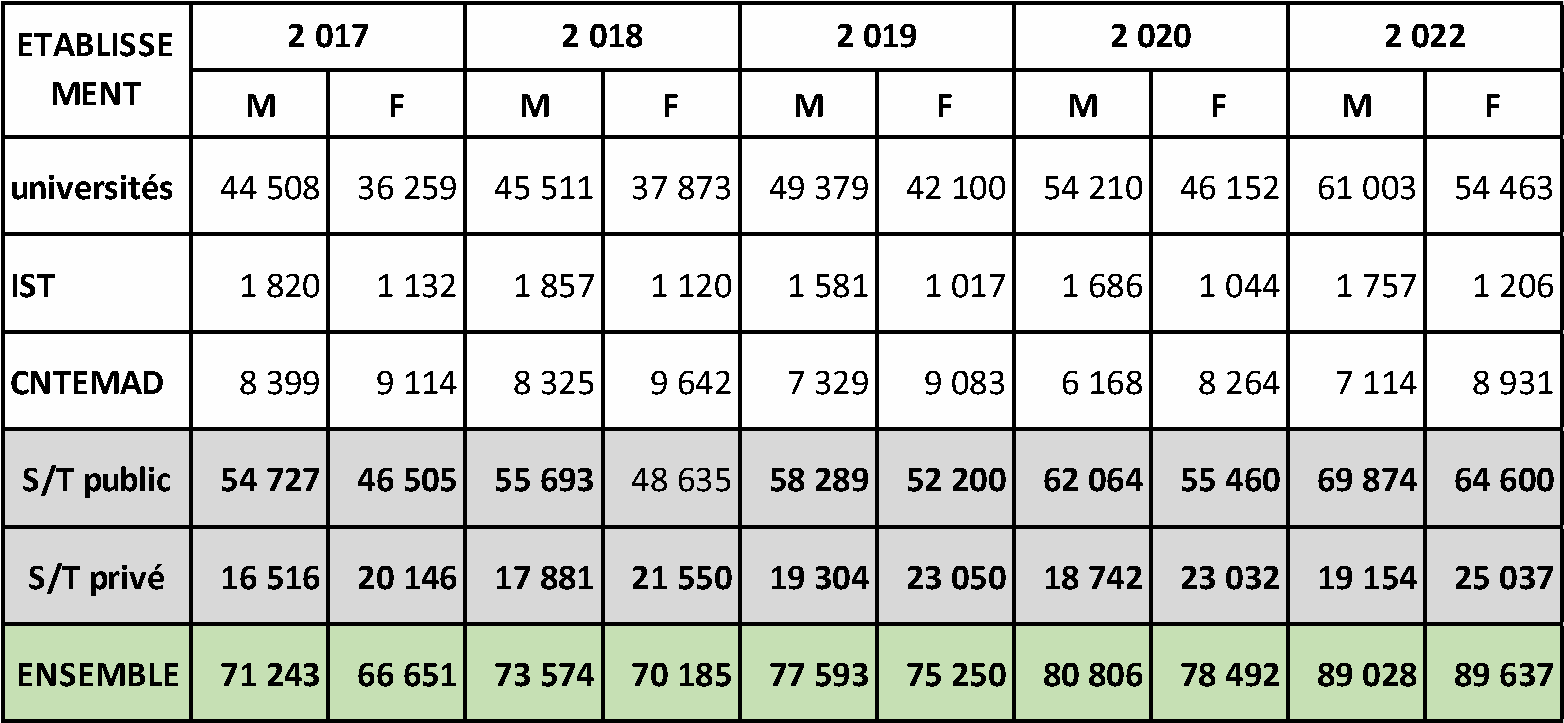 ETABLISSE
MENT
2 017 2 018 2 019 2 020 2 022
M F M F M F M F M F
universités 44 508 36 259 45 511 37 873 49 379 42 100 54 210 46 152 61 003 54 463
IST 1 820 1 132 1 857 1 120 1 581 1 017 1 686 1 044 1 757 1 206
CNTEMAD 8 399 9 114 8 325 9 642 7 329 9 083 6 168 8 264 7 114 8 931
S/T public 54 727 46 505 55 693 48 635 58 289 52 200 62 064 55 460 69 874 64 600
S/T privé 16 516 20 146 17 881 21 550 19 304 23 050 18 742 23 032 19 154 25 037
ENSEMBLE 71 243 66 651 73 574 70 185 77 593 75 250 80 806 78 492 89 028 89 637